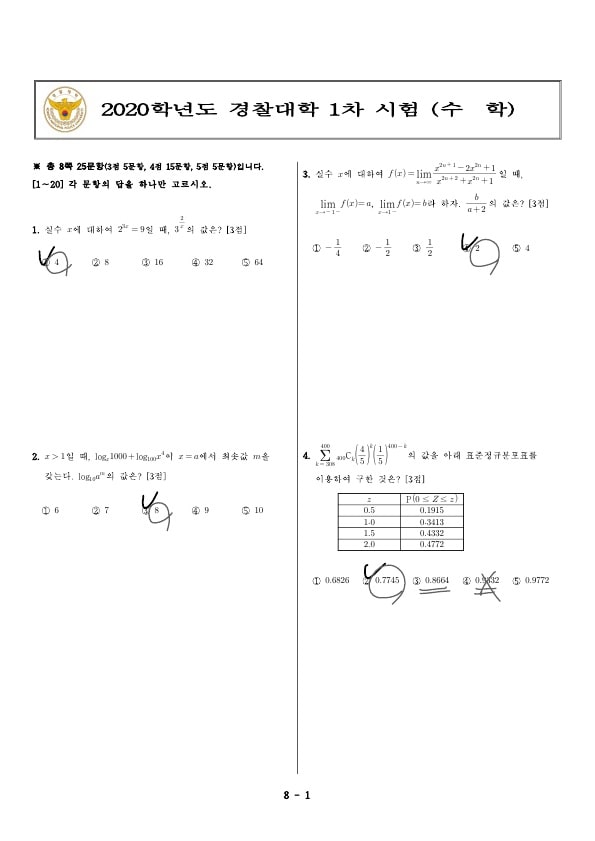 2020학년도 경찰대학 1차 시험 (수 학)
※ 총 8쪽 25문항(3점 5문항, 4점 15문항, 5점 5문항)입니다.
[1~20] 각 문항의 답을 하나만 고르시오.
1. 실수 x에 대하여 2^{3x} = 9일 때, 3^{\frac{2}{x}}의 값은? [3점]
① 4 ② 8 ③ 16 ④ 32 ⑤ 64
2. x > 1일 때, log_x 1000 + log_{100} x^4이 x = a에서 최솟값 m을
갖는다. log_{10} a^m의 값은? [3점]
① 6 ② 7 ③ 8 ④ 9 ⑤ 10
3. 실수 x에 대하여 f(x) = \lim_{n→∞} \frac{x^{2n+1} - 2x^{2n} + 1}{x^{2n+2} + x^{2n} + 1}일 때,
\lim_{x→-1-} f(x) = a, \lim_{x→1-} f(x) = b라 하자. \frac{b}{a+2}의 값은? [3점]
① -\frac{1}{4} ② -\frac{1}{2} ③ \frac{1}{2} ④ 2 ⑤ 4
4. \sum_{k=308}^{400} {}_{400}C_k (\frac{4}{5})^k (\frac{1}{5})^{400-k}의 값을 아래 표준정규분포표를
이용하여 구한 것은? [3점]
z P(0 ≤ Z ≤ z)
0.5 0.1915
1.0 0.3413
1.5 0.4332
2.0 0.4772
① 0.6826 ② 0.7745 ③ 0.8664 ④ 0.9332 ⑤ 0.9772
8 - 1